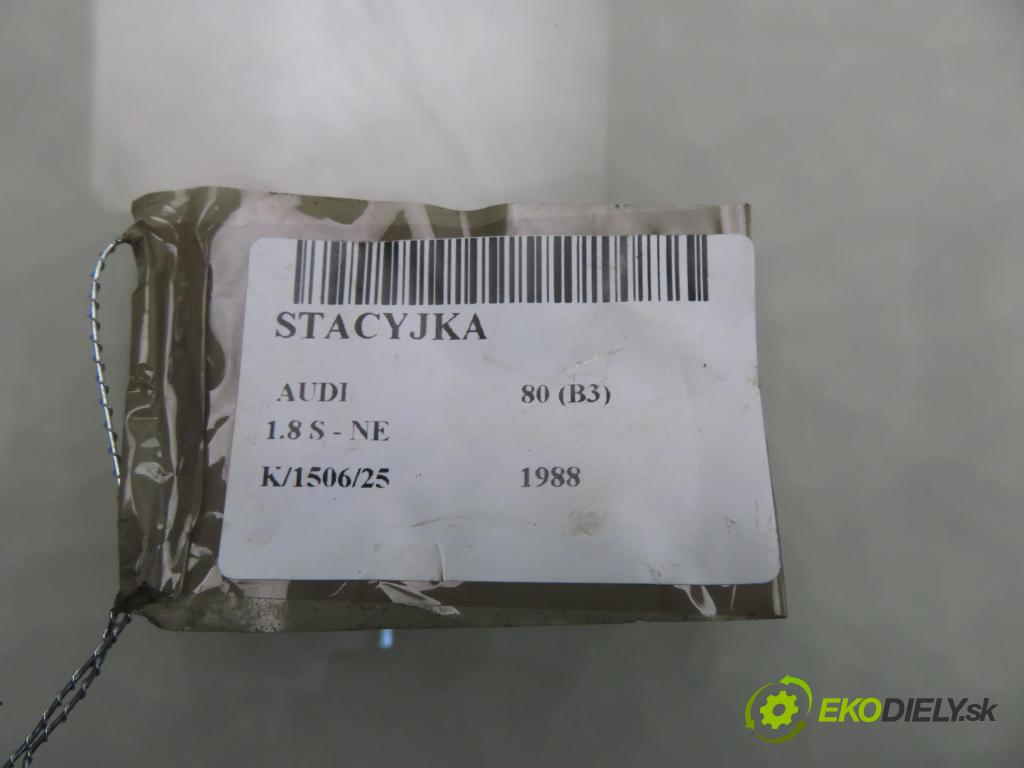 STACYJKA
AUDI 80 (B3)
1.8 S - NE
K/1506/25 1988
EKODIELY.sk